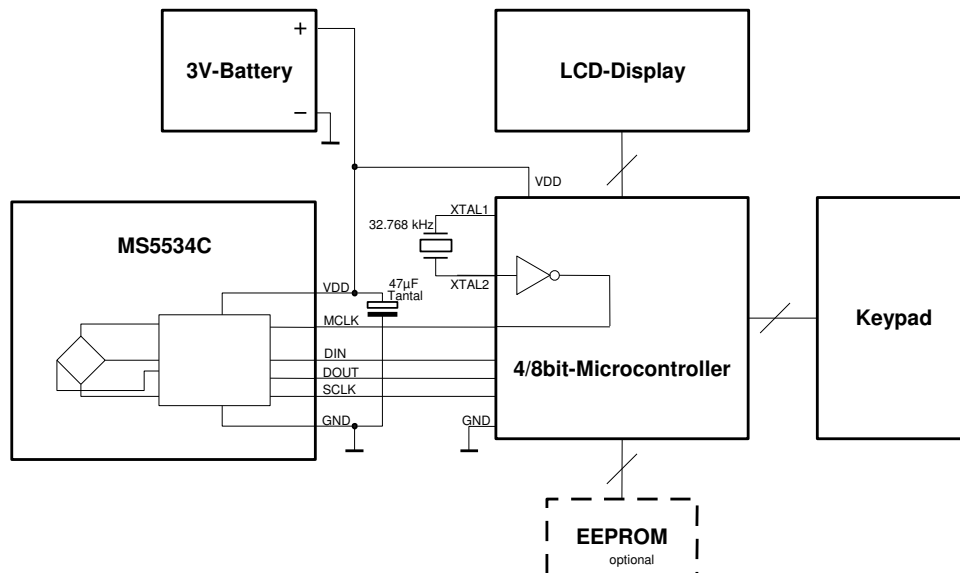 +
3V-Battery
−
LCD-Display
VDD
MS5534C
32.768 kHz
XTAL1
XTAL2
47µF
Tantal
VDD
MCLK
DIN
DOUT
SCLK
GND
4/8bit-Microcontroller
GND
Keypad
EEPROM
optional